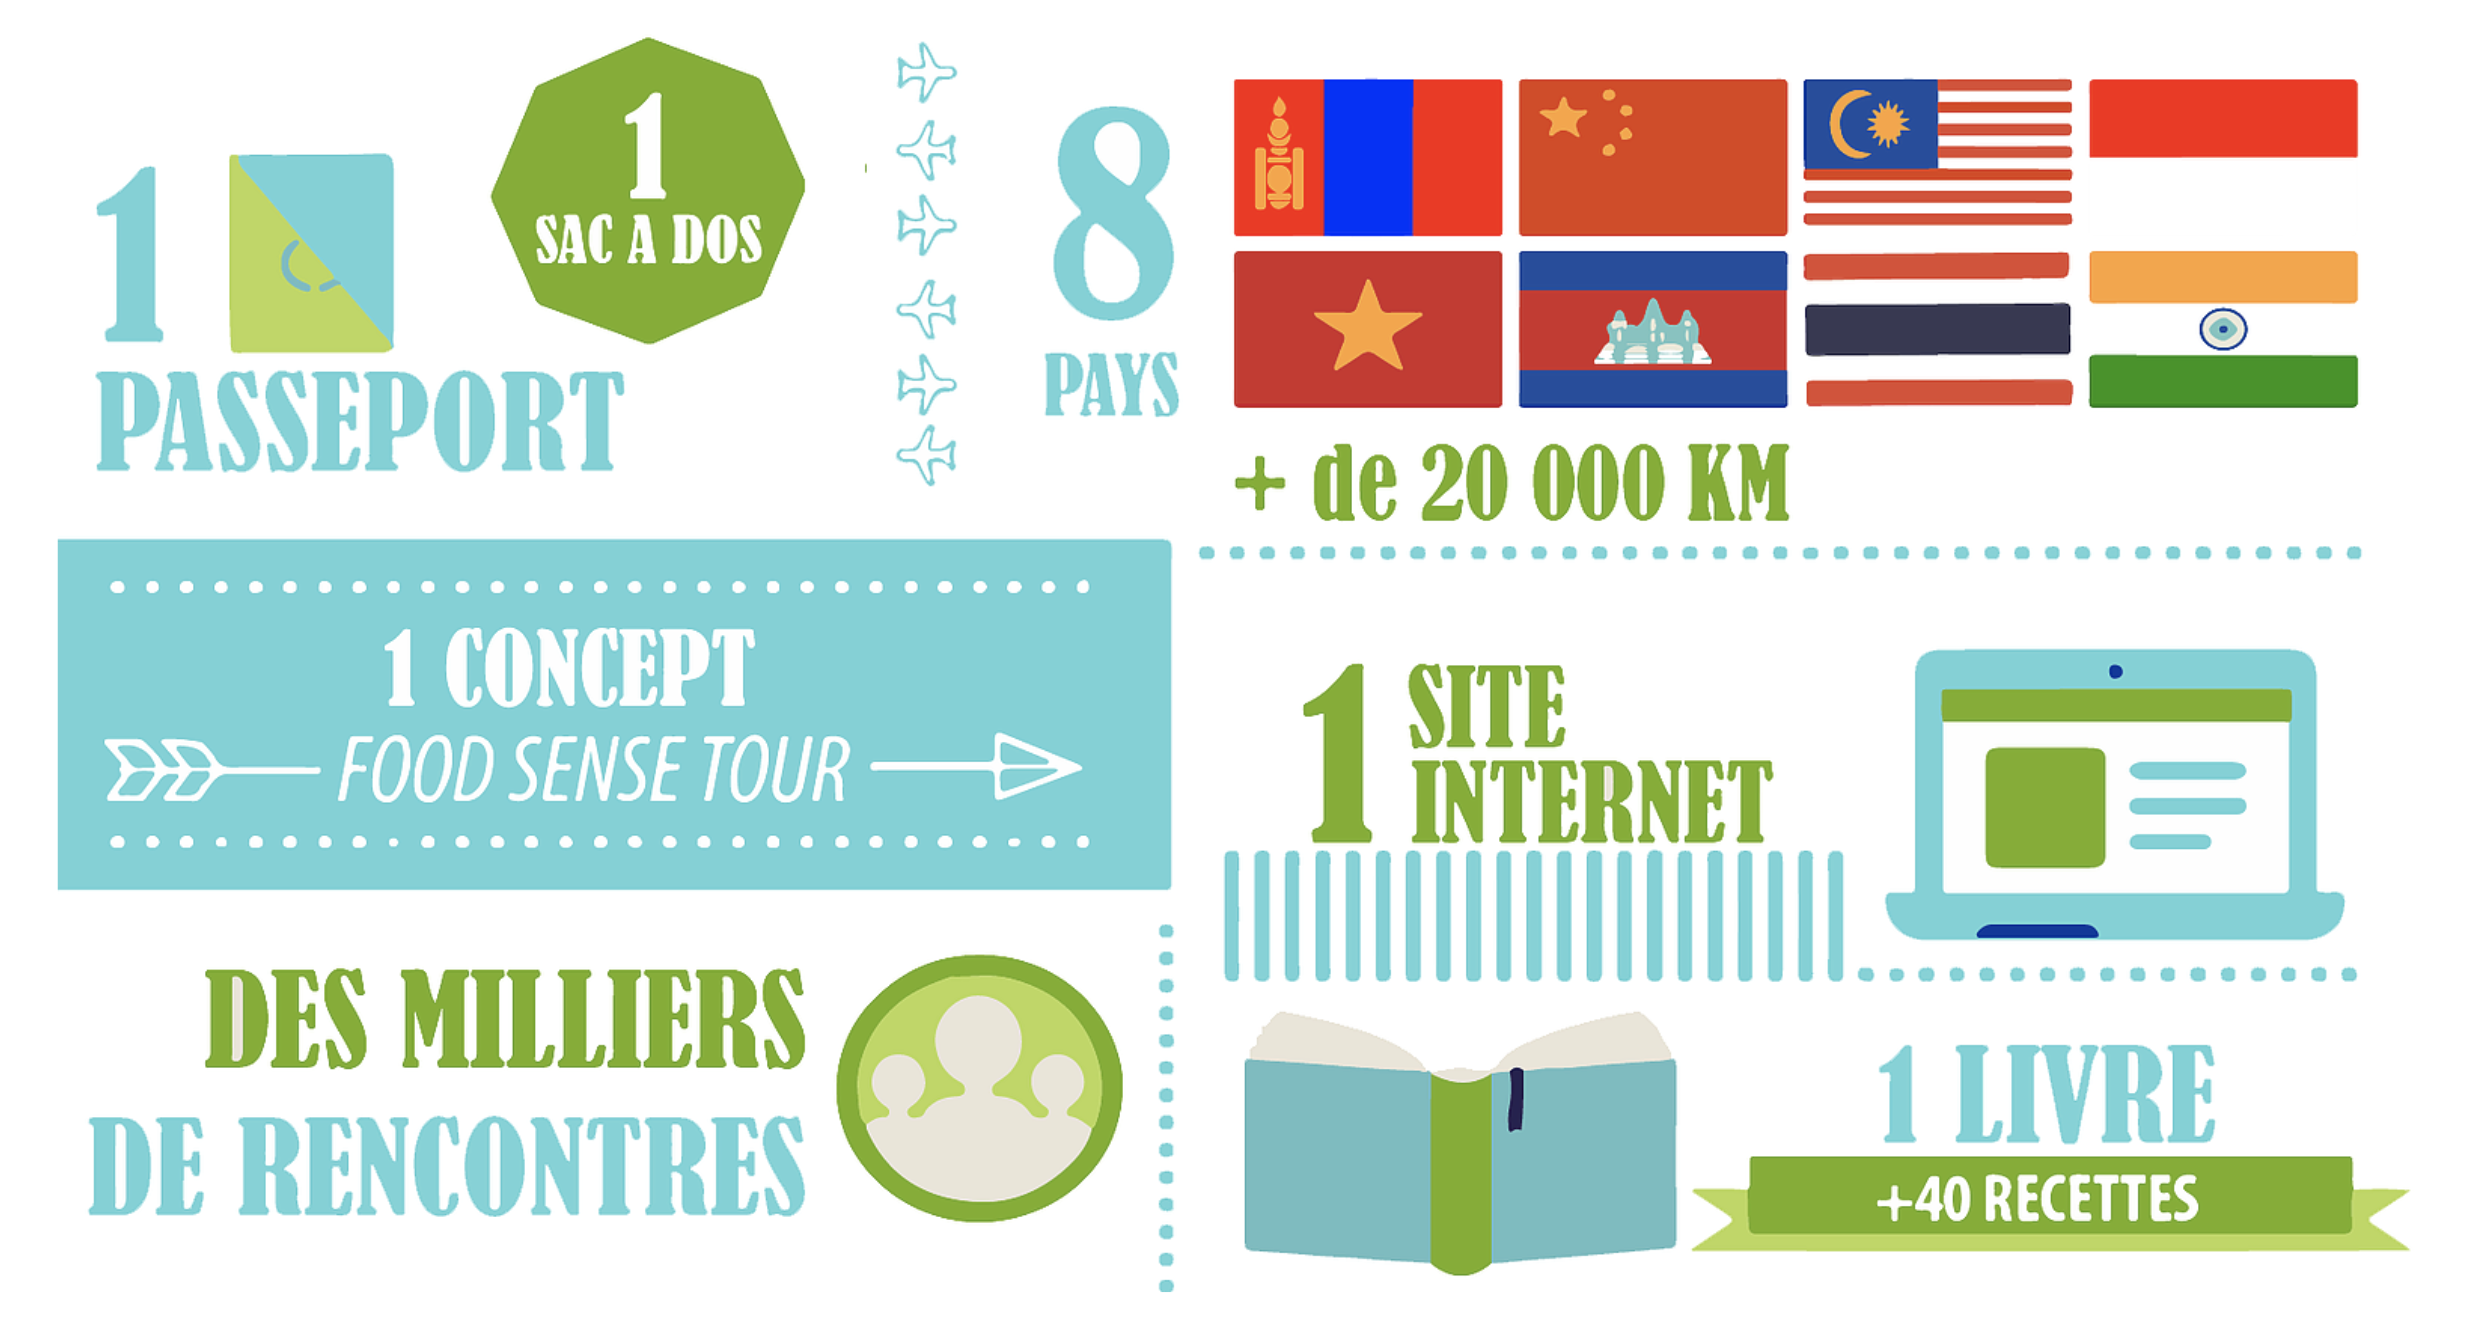 1
PASSEPORT
1
SAC A DOS
8
PAYS
+ de 20 000 KM
1 CONCEPT
FOOD SENSE TOUR
1 SITE
INTERNET
DES MILLIERS
DE RENCONTRES
1 LIVRE
+40 RECETTES